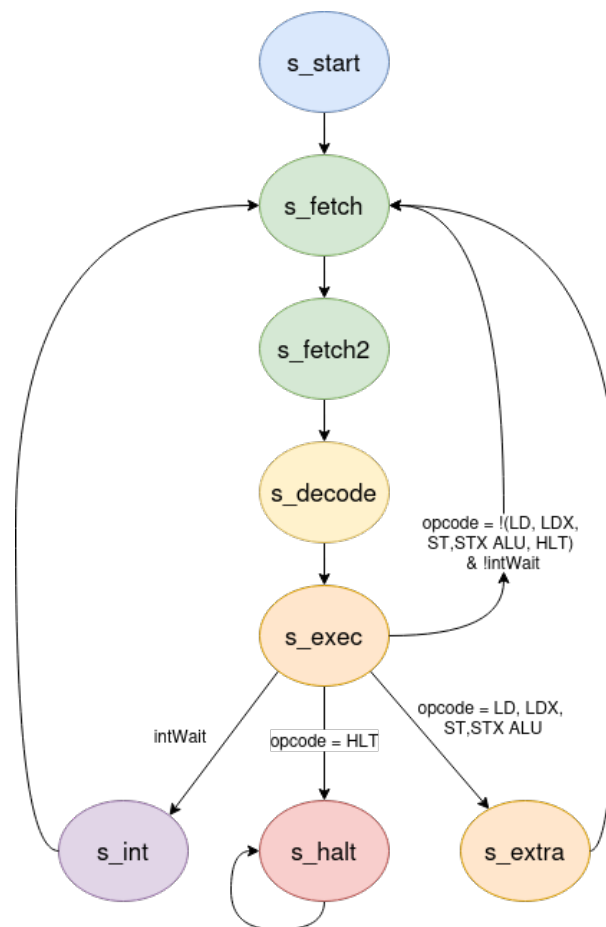 s_start
s_fetch
s_fetch2
s_decode
opcode = !(LD, LDX,
ST,STX ALU, HLT)
& !intWait
s_exec
opcode = LD, LDX,
ST,STX ALU
intWait
opcode = HLT
s_int
s_halt
s_extra